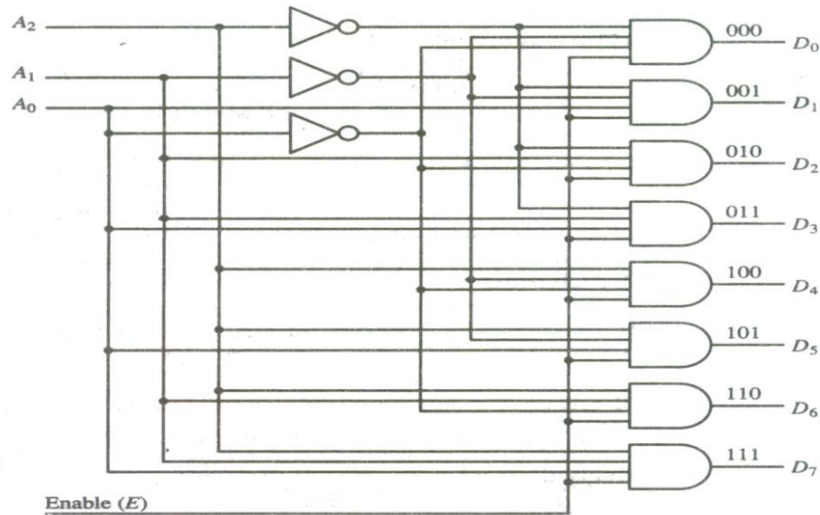 A₂
000
D₀
A₁
001
D₁
A₀
010
D₂
011
D₃
100
D₄
101
D₅
110
D₆
111
D₇
Enable (E)